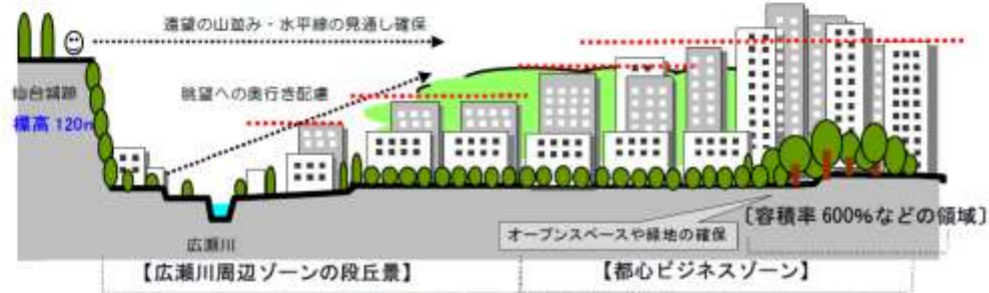 遠望の山並み・水平線の見通し確保
仙台城跡
標高 120m
眺望への奥行き配慮
広瀬川
オープンスペースや緑地の確保
〔容積率 600%などの領域〕
【広瀬川周辺ゾーンの段丘景】
【都心ビジネスゾーン】